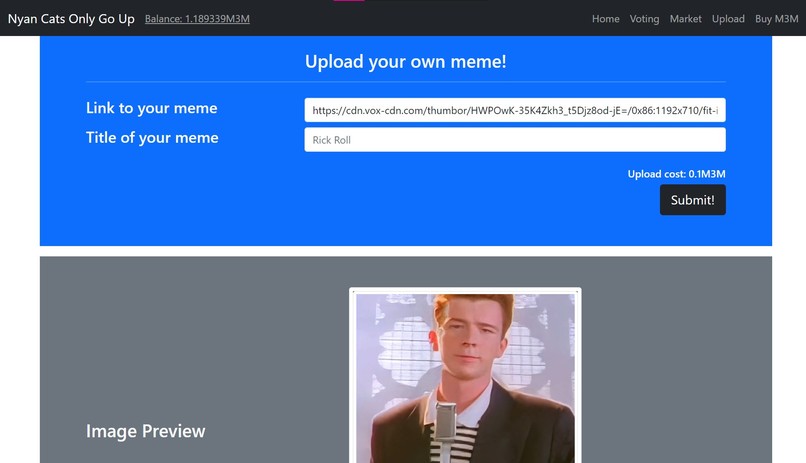 Nyan Cats Only Go Up Balance: 1.189339M3M Home Voting Market Upload Buy M3M
Upload your own meme!
Link to your meme https://cdn.vox-cdn.com/thumbor/HWPOwK-35K4Zkh3_t5Djz8od-jE=/0x86:1192x710/fit-i
Title of your meme Rick Roll
Upload cost: 0.1M3M
Submit!
Image Preview